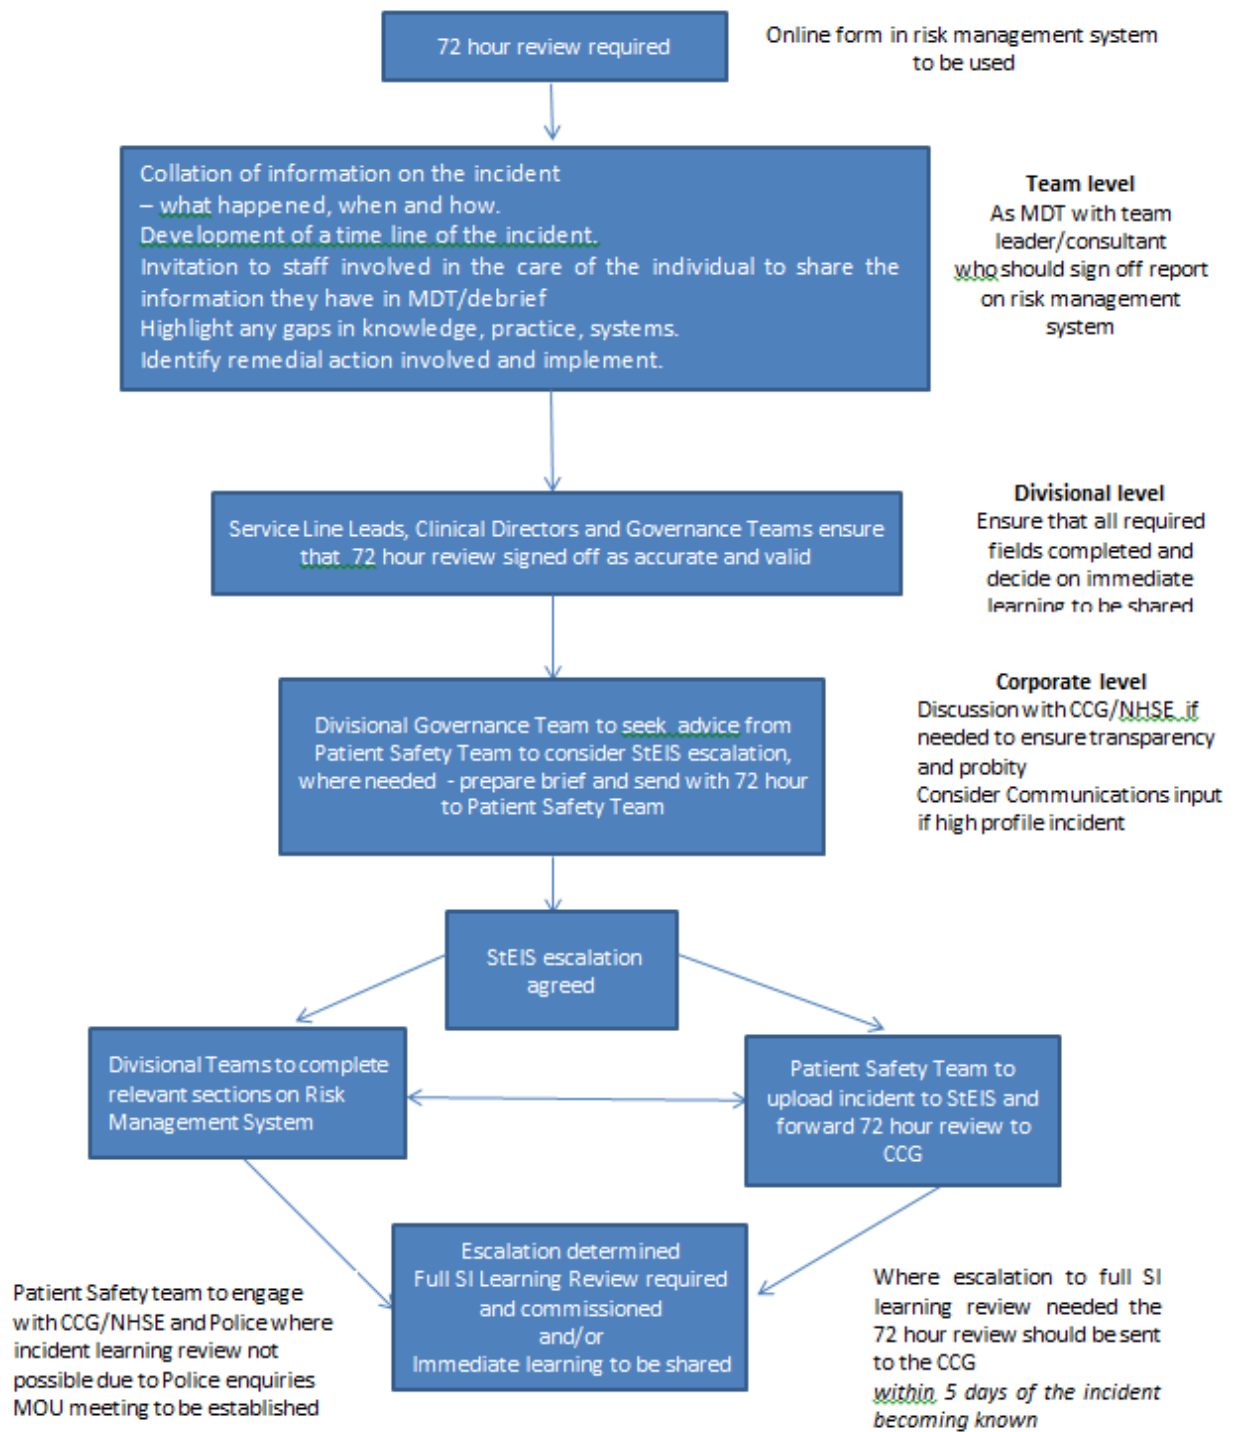 72 hour review required
Online form in risk management system
to be used
Collation of information on the incident
– what happened, when and how.
Development of a time line of the incident.
Invitation to staff involved in the care of the individual to share the
information they have in MDT/debrief
Highlight any gaps in knowledge, practice, systems.
Identify remedial action involved and implement.
Team level
As MDT with team
leader/consultant
who should sign off report
on risk management
system
Service Line Leads, Clinical Directors and Governance Teams ensure
that 72 hour review signed off as accurate and valid
Divisional level
Ensure that all required
fields completed and
decide on immediate
learning to be shared
Divisional Governance Team to seek advice from
Patient Safety Team to consider StEIS escalation,
where needed - prepare brief and send with 72 hour
to Patient Safety Team
Corporate level
Discussion with CCG/NHSE if
needed to ensure transparency
and probity
Consider Communications input
if high profile incident
StEIS escalation
agreed
Divisional Teams to complete
relevant sections on Risk
Management System
Patient Safety Team to
upload incident to StEIS and
forward 72 hour review to
CCG
Escalation determined
Full SI Learning Review required
and commissioned
and/or
Immediate learning to be shared
Patient Safety team to engage
with CCG/NHSE and Police where
incident learning review not
possible due to Police enquiries
MOU meeting to be established
Where escalation to full SI
learning review needed the
72 hour review should be sent
to the CCG
within 5 days of the incident
becoming known